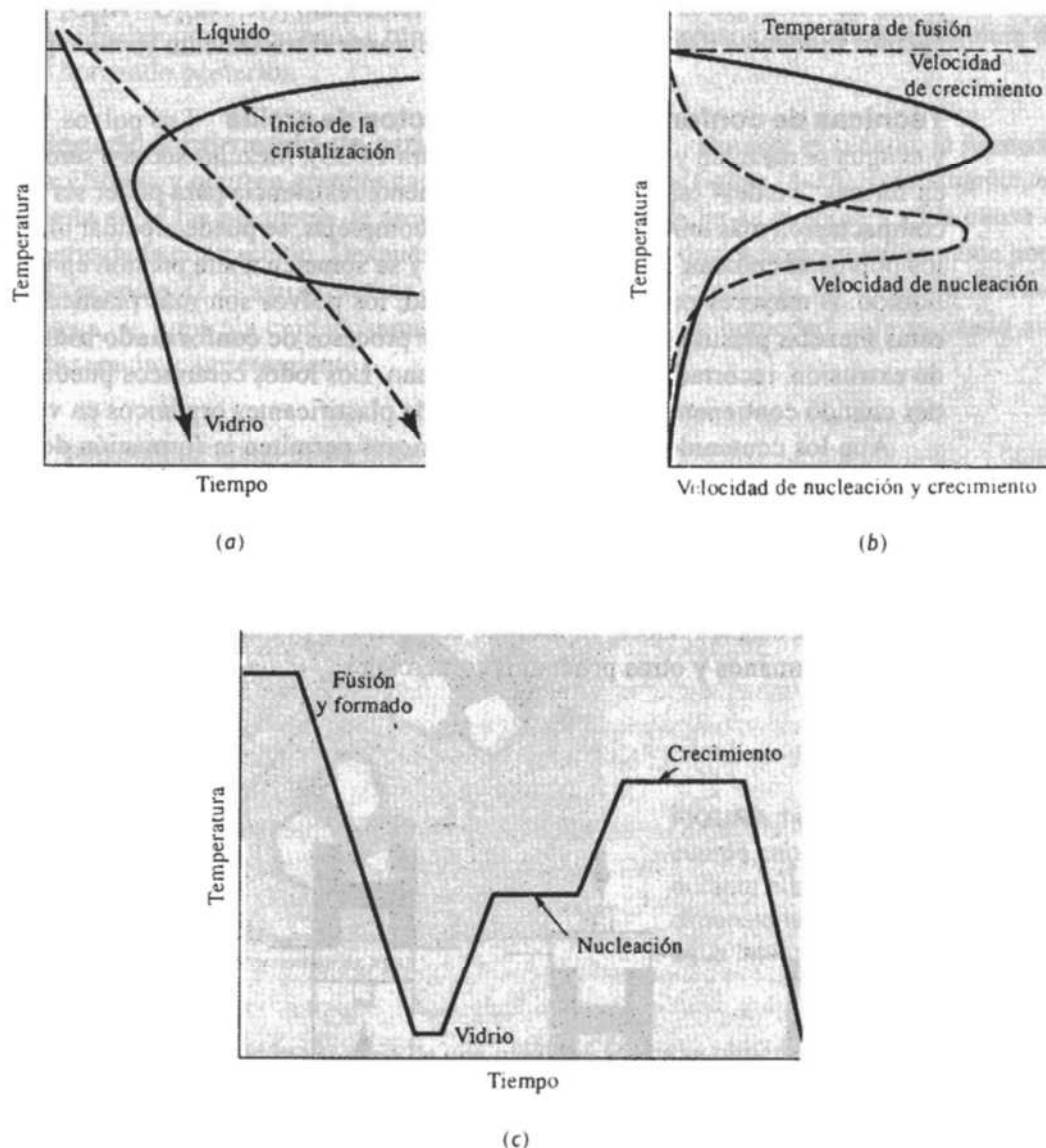 Líquido
Inicio de la
cristalización
Temperatura
Vidrio
Tiempo
(a)
Temperatura de fusión
Velocidad
de crecimiento
Temperatura
Velocidad de nucleación
Velocidad de nucleación y crecimiento
(b)
Fusión
y formado
Crecimiento
Temperatura
Nucleación
Vidrio
Tiempo
(c)